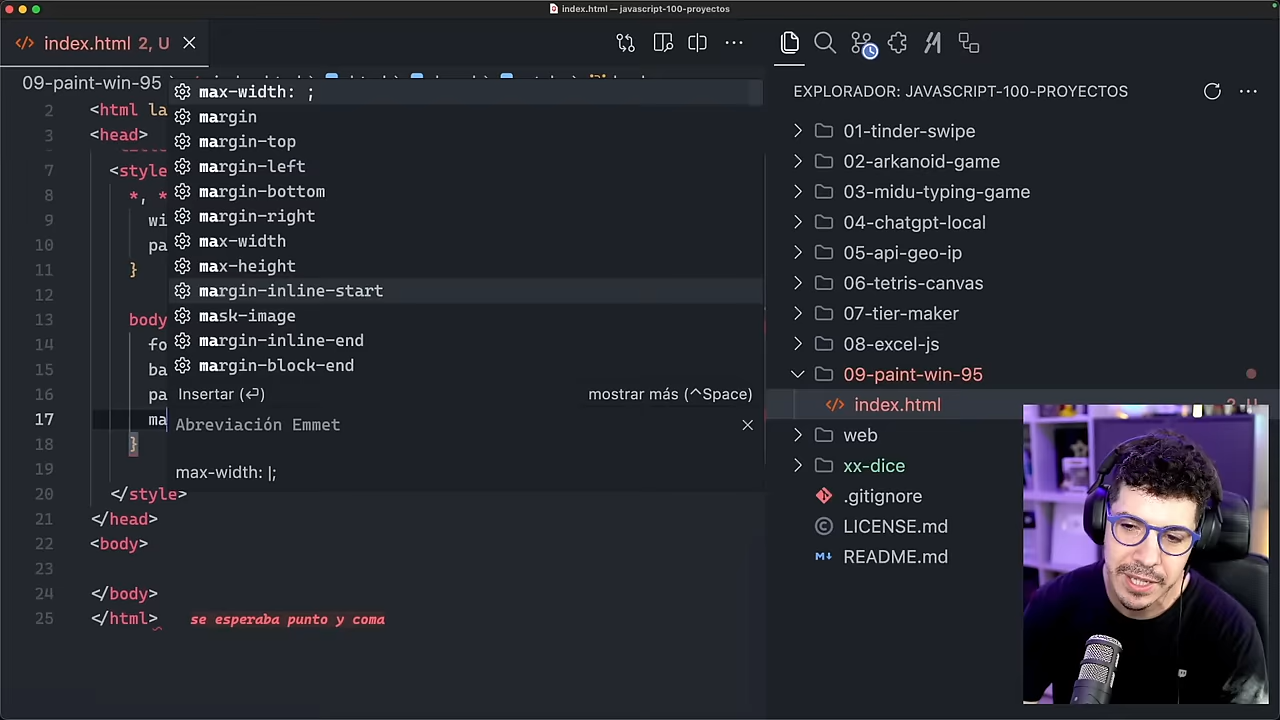 index.html — javascript-100-proyectos
index.html 2, U
09-paint-win-95
EXPLORADOR: JAVASCRIPT-100-PROYECTOS
2 <html la
3 <head>
7 <style
8 *, *
9 wi
10 pa
11 }
12
13 body
14 fo
15 ba
16 pa
17 ma
18 }
19
20 </style>
21 </head>
22 <body>
23
24 </body>
25 </html> se esperaba punto y coma
max-width: ;
margin
margin-top
margin-left
margin-bottom
margin-right
max-width
max-height
margin-inline-start
mask-image
margin-inline-end
margin-block-end
Insertar (⏎) mostrar más (^Space)
Abreviación Emmet
max-width: |;
01-tinder-swipe
02-arkanoid-game
03-midu-typing-game
04-chatgpt-local
05-api-geo-ip
06-tetris-canvas
07-tier-maker
08-excel-js
09-paint-win-95
index.html
web
xx-dice
.gitignore
LICENSE.md
README.md